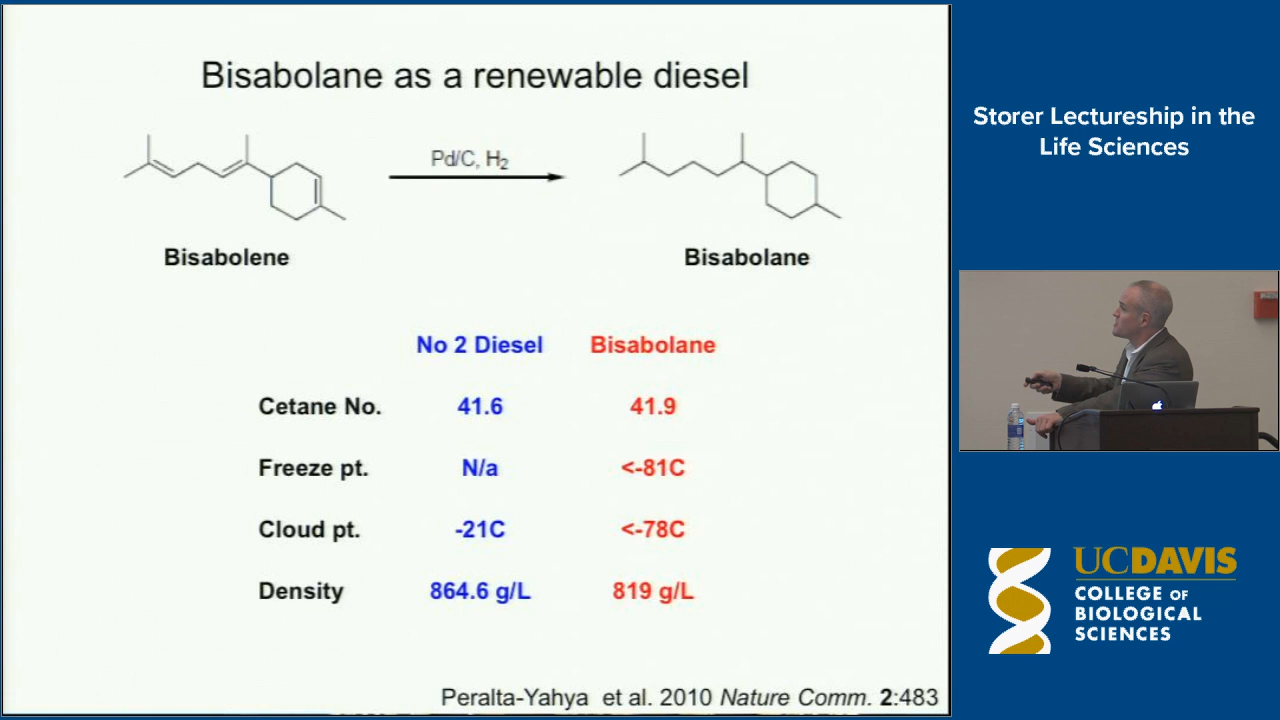 Bisabolane as a renewable diesel
Pd/C, H₂
Bisabolene
Bisabolane
No 2 Diesel Bisabolane
Cetane No. 41.6 41.9
Freeze pt. N/a <-81C
Cloud pt. -21C <-78C
Density 864.6 g/L 819 g/L
Peralta-Yahya et al. 2010 Nature Comm. 2:483
Storer Lectureship in the
Life Sciences
UCDAVIS
COLLEGE OF
BIOLOGICAL
SCIENCES